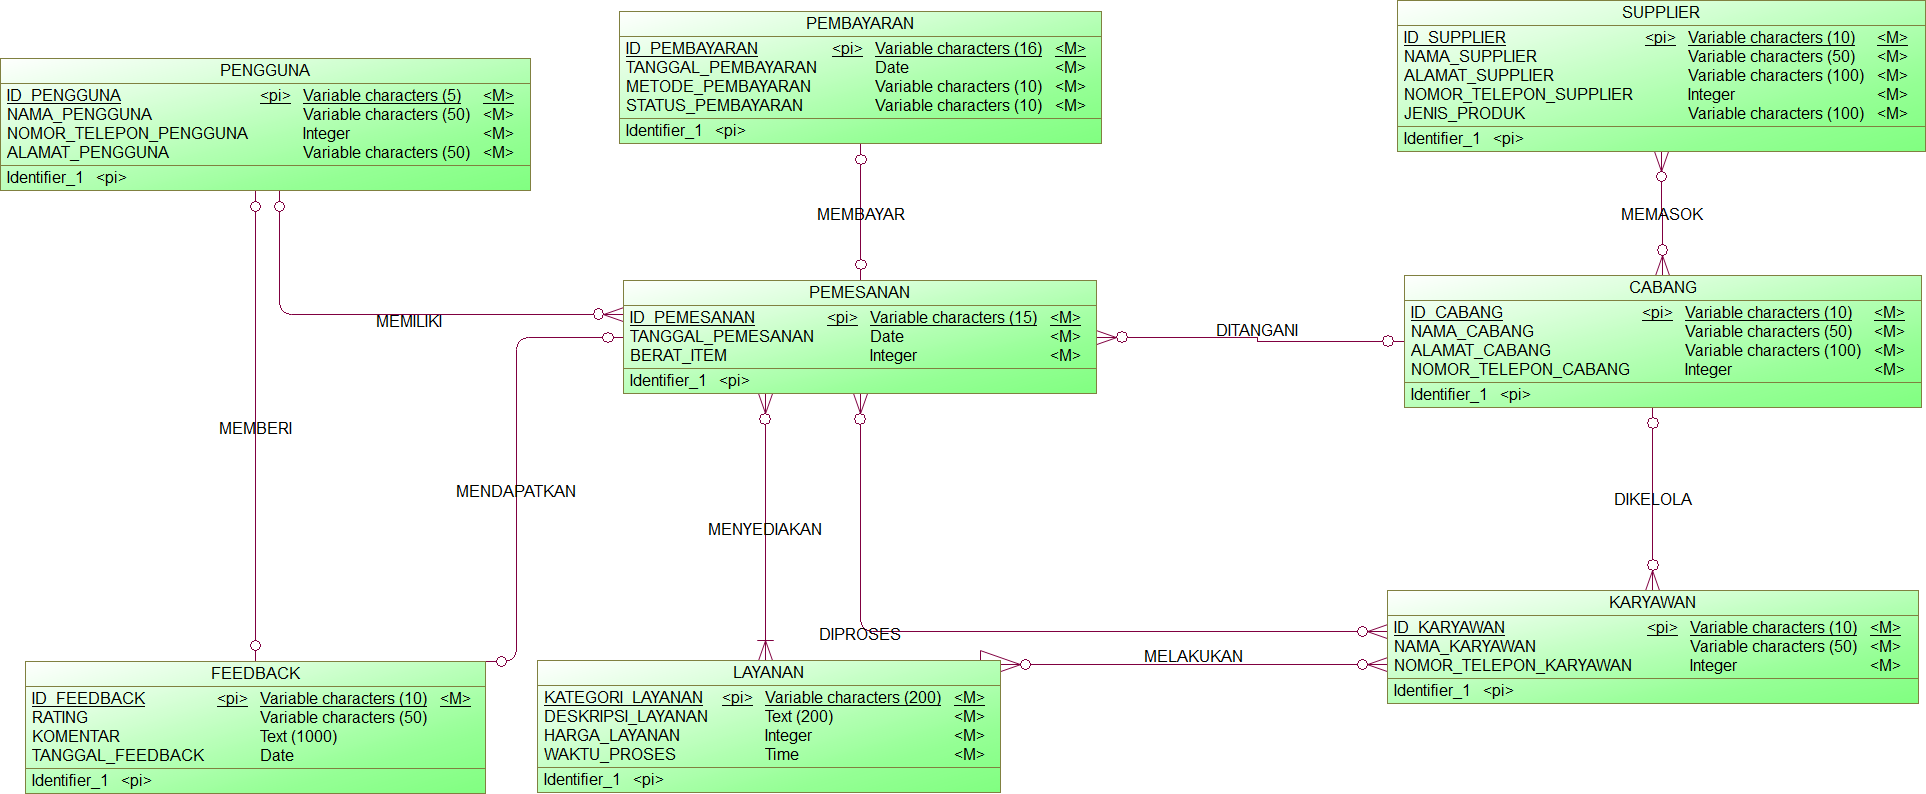 PENGGUNA
ID_PENGGUNA <pi> Variable characters (5) <M>
NAMA_PENGGUNA Variable characters (50) <M>
NOMOR_TELEPON_PENGGUNA Integer <M>
ALAMAT_PENGGUNA Variable characters (50) <M>
Identifier_1 <pi>
PEMBAYARAN
ID_PEMBAYARAN <pi> Variable characters (16) <M>
TANGGAL_PEMBAYARAN Date <M>
METODE_PEMBAYARAN Variable characters (10) <M>
STATUS_PEMBAYARAN Variable characters (10) <M>
Identifier_1 <pi>
SUPPLIER
ID_SUPPLIER <pi> Variable characters (10) <M>
NAMA_SUPPLIER Variable characters (50) <M>
ALAMAT_SUPPLIER Variable characters (100) <M>
NOMOR_TELEPON_SUPPLIER Integer <M>
JENIS_PRODUK Variable characters (100) <M>
Identifier_1 <pi>
MEMBAYAR
MEMASOK
MEMILIKI
PEMESANAN
ID_PEMESANAN <pi> Variable characters (15) <M>
TANGGAL_PEMESANAN Date <M>
BERAT_ITEM Integer <M>
Identifier_1 <pi>
DITANGANI
CABANG
ID_CABANG <pi> Variable characters (10) <M>
NAMA_CABANG Variable characters (50) <M>
ALAMAT_CABANG Variable characters (100) <M>
NOMOR_TELEPON_CABANG Integer <M>
Identifier_1 <pi>
MEMBERI
MENDAPATKAN
MENYEDIAKAN
DIKELOLA
DIPROSES
MELAKUKAN
FEEDBACK
ID_FEEDBACK <pi> Variable characters (10) <M>
RATING Variable characters (50)
KOMENTAR Text (1000)
TANGGAL_FEEDBACK Date
Identifier_1 <pi>
LAYANAN
KATEGORI_LAYANAN <pi> Variable characters (200) <M>
DESKRIPSI_LAYANAN Text (200) <M>
HARGA_LAYANAN Integer <M>
WAKTU_PROSES Time <M>
Identifier_1 <pi>
KARYAWAN
ID_KARYAWAN <pi> Variable characters (10) <M>
NAMA_KARYAWAN Variable characters (50) <M>
NOMOR_TELEPON_KARYAWAN Integer <M>
Identifier_1 <pi>